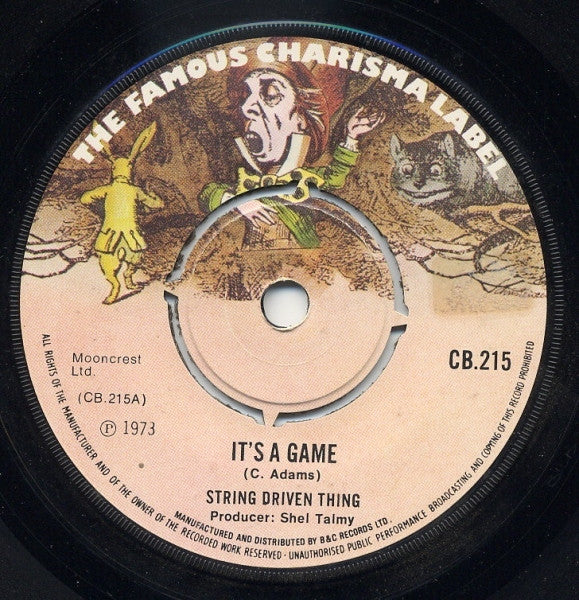 THE FAMOUS CHARISMA LABEL
Mooncrest
Ltd.
(CB.215A)
Ⓟ 1973
CB.215
IT'S A GAME
(C. Adams)
STRING DRIVEN THING
Producer: Shel Talmy
MANUFACTURED AND DISTRIBUTED BY B&C RECORDS LTD.
ALL RIGHTS OF THE MANUFACTURER AND OF THE OWNER OF THE RECORDED WORK RESERVED - UNAUTHORISED PUBLIC PERFORMANCE BROADCASTING AND COPYING OF THIS RECORD PROHIBITED